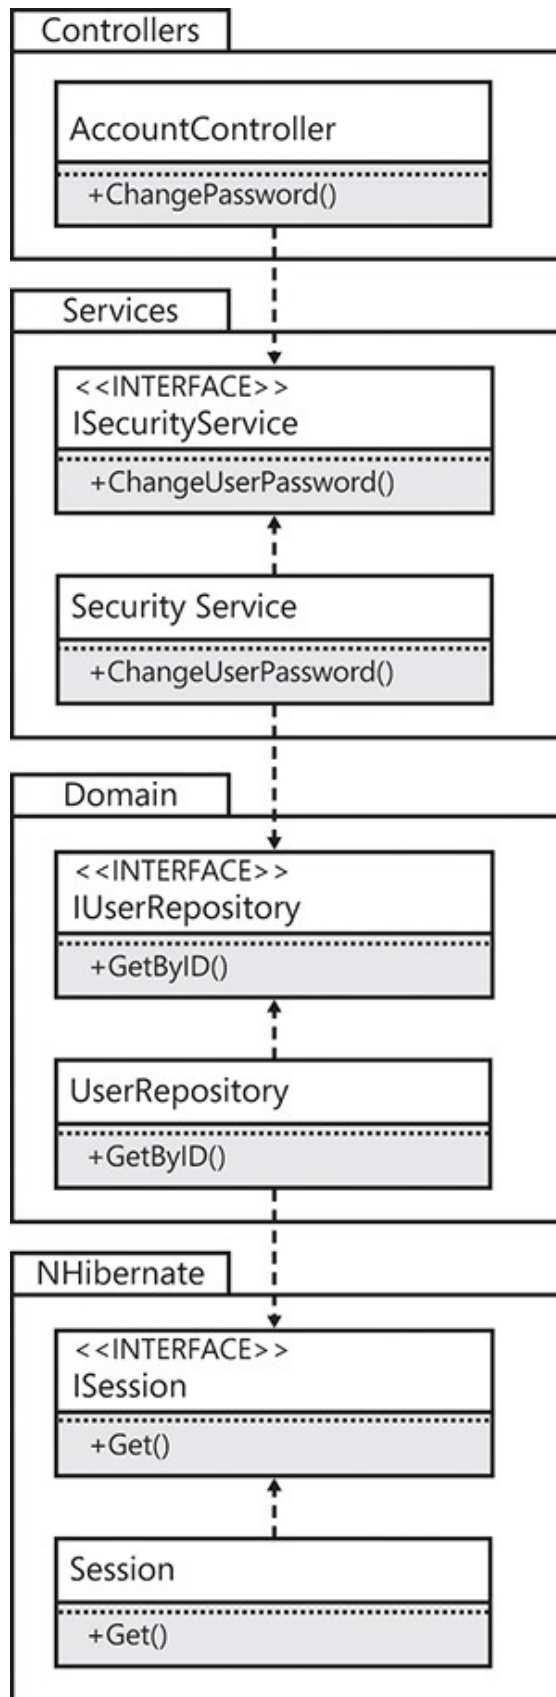 Controllers
AccountController
+ChangePassword()
Services
<<INTERFACE>>
ISecurityService
+ChangeUserPassword()
Security Service
+ChangeUserPassword()
Domain
<<INTERFACE>>
IUserRepository
+GetByID()
UserRepository
+GetByID()
NHibernate
<<INTERFACE>>
ISession
+Get()
Session
+Get()